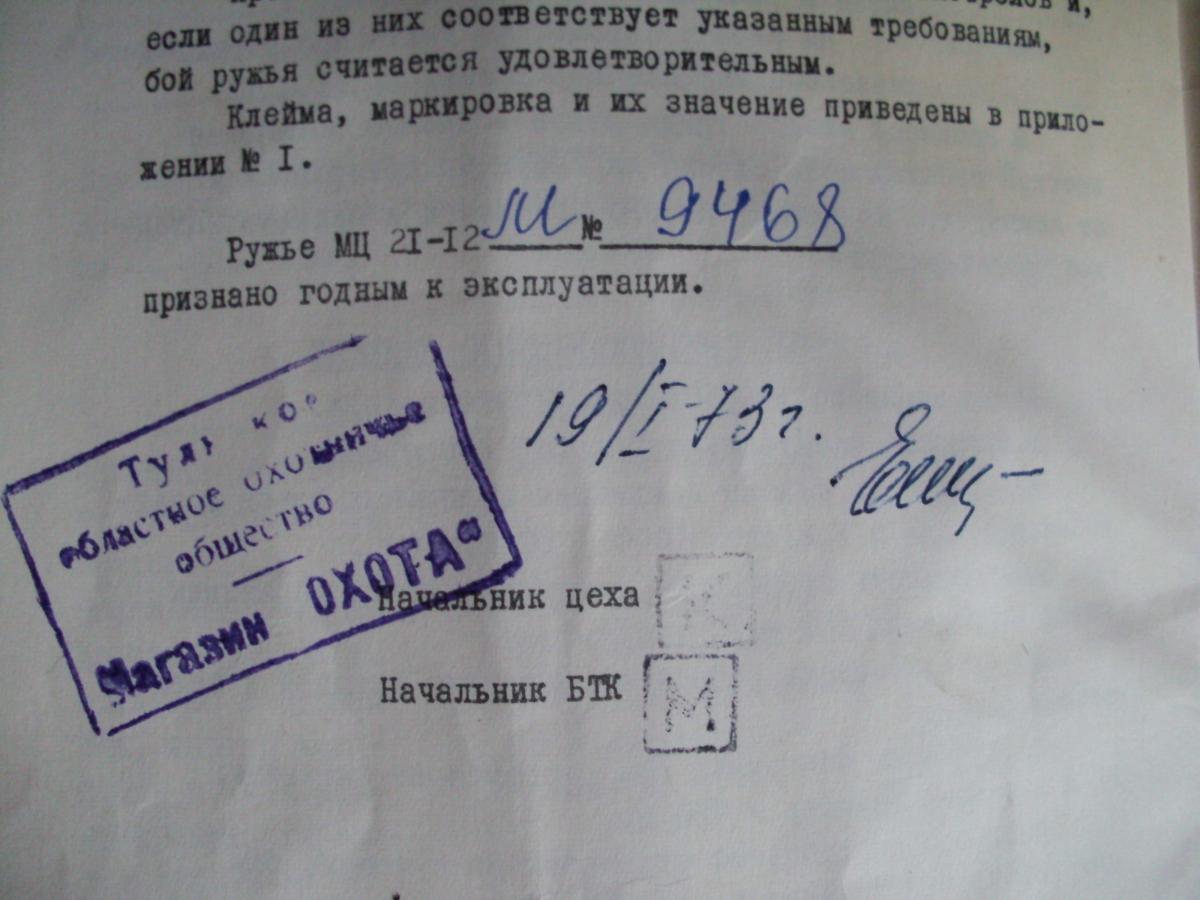 если один из них соответствует указанным требованиям,
бой ружья считается удовлетворительным.
Клейма, маркировка и их значение приведены в прило-
жении № I.
Ружье МЦ 2I-I2 М № 9468
признано годным к эксплуатации.
19/I-73г.
областное охотничье
общество
Магазин ОХОТА"
Начальник цеха К
Начальник БТК М